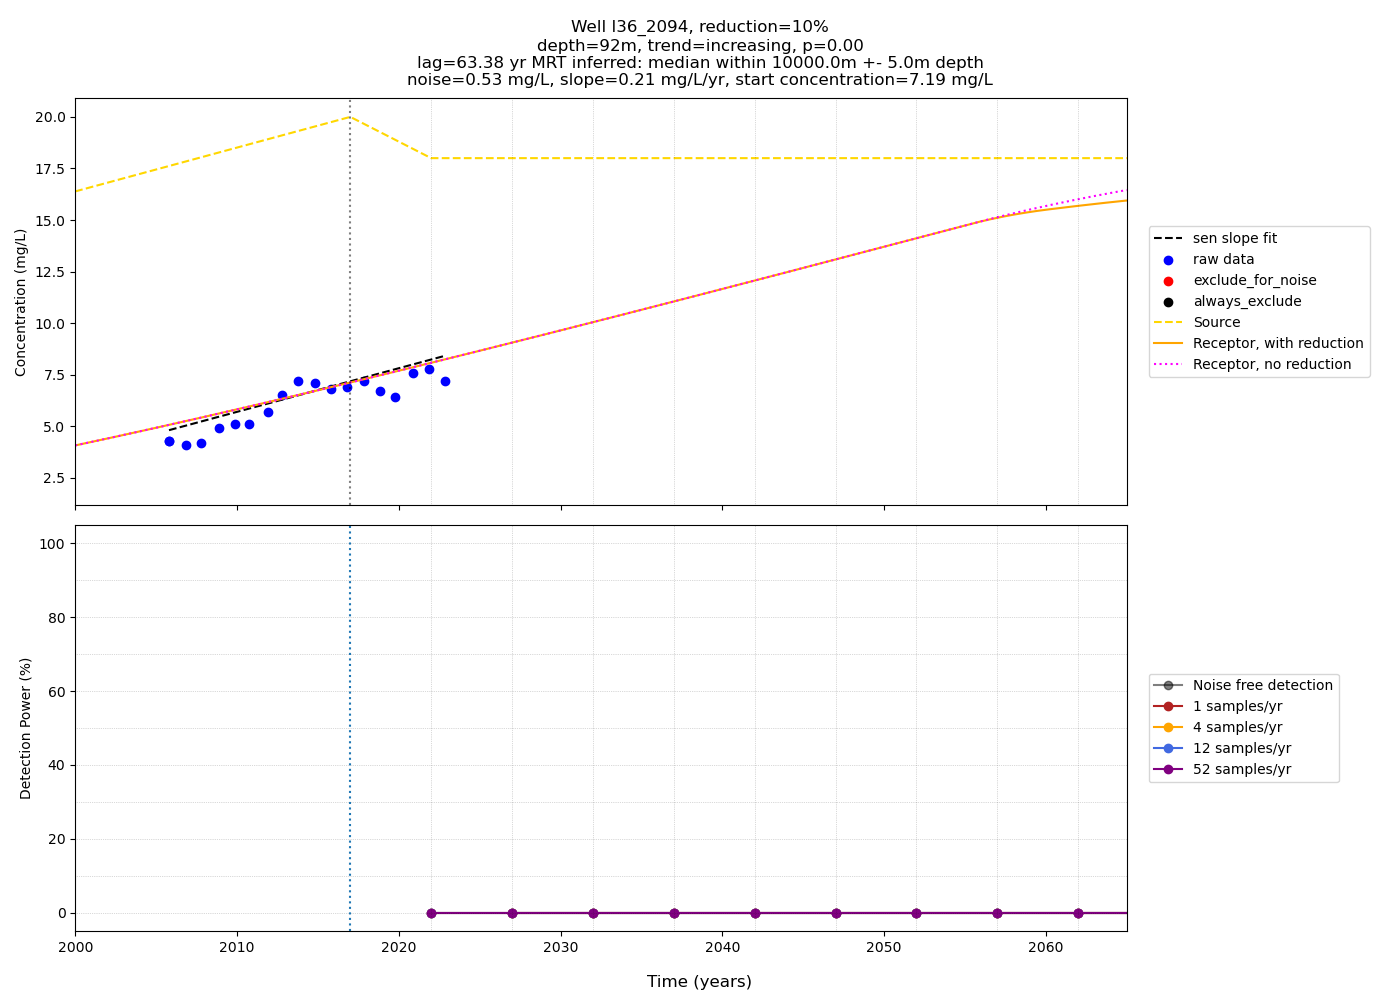 Well l36_2094, reduction=10%
depth=92m, trend=increasing, p=0.00
lag=63.38 yr MRT inferred: median within 10000.0m +- 5.0m depth
noise=0.53 mg/L, slope=0.21 mg/L/yr, start concentration=7.19 mg/L
Concentration (mg/L)
20.0
17.5
15.0
12.5
10.0
7.5
5.0
2.5
sen slope fit
raw data
exclude_for_noise
always_exclude
Source
Receptor, with reduction
Receptor, no reduction
Detection Power (%)
100
80
60
40
20
0
Noise free detection
1 samples/yr
4 samples/yr
12 samples/yr
52 samples/yr
2000 2010 2020 2030 2040 2050 2060
Time (years)